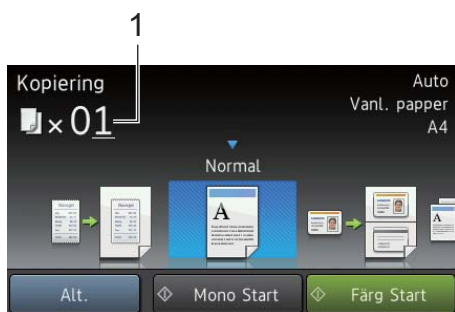 1
Kopiering
Auto
× 01
Vanl. papper
A4
Normal
A
A
Alt.
Mono Start
Färg Start